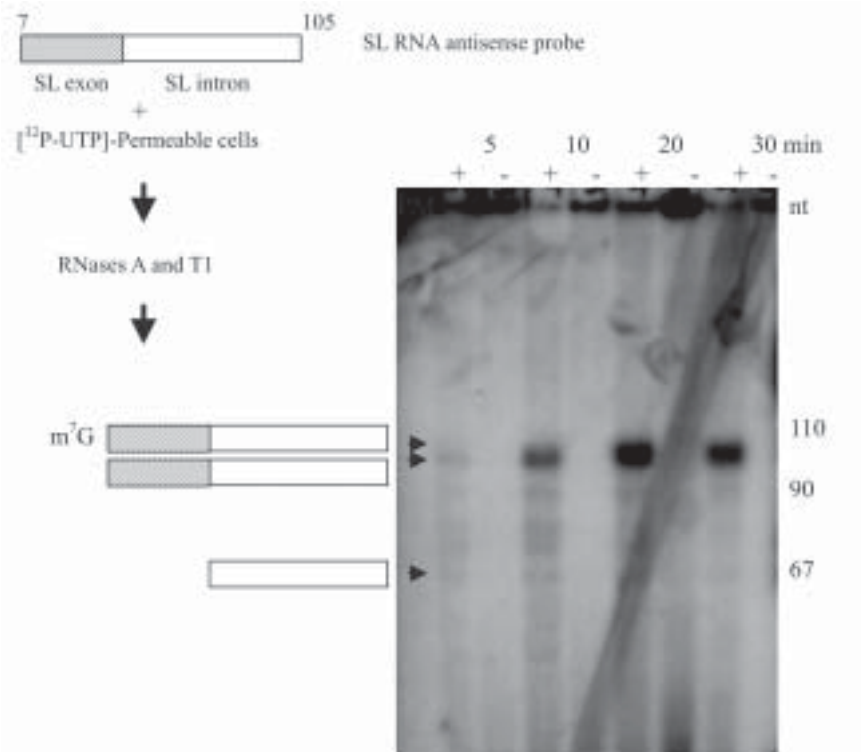 7 105
SL RNA antisense probe
SL exon SL intron
+
[³²P-UTP]-Permeable cells
5 10 20 30 min
+ - + - + - + -
nt
RNases A and T1
m⁷G
110
90
67